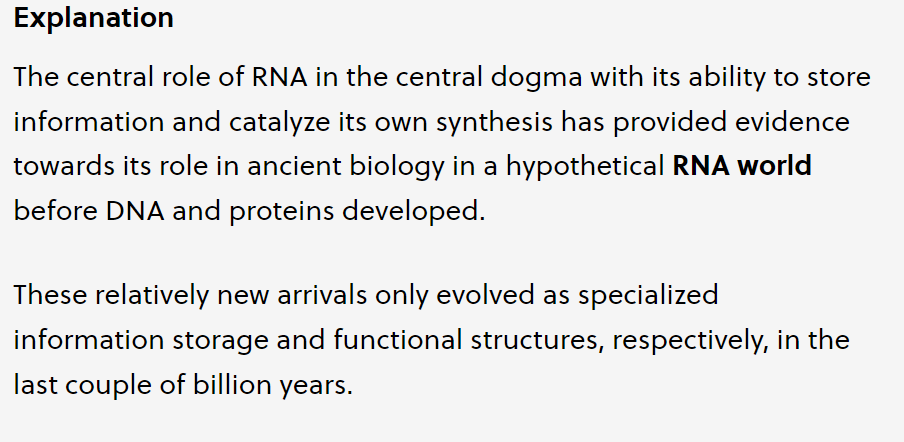 Explanation
The central role of RNA in the central dogma with its ability to store
information and catalyze its own synthesis has provided evidence
towards its role in ancient biology in a hypothetical RNA world
before DNA and proteins developed.
These relatively new arrivals only evolved as specialized
information storage and functional structures, respectively, in the
last couple of billion years.